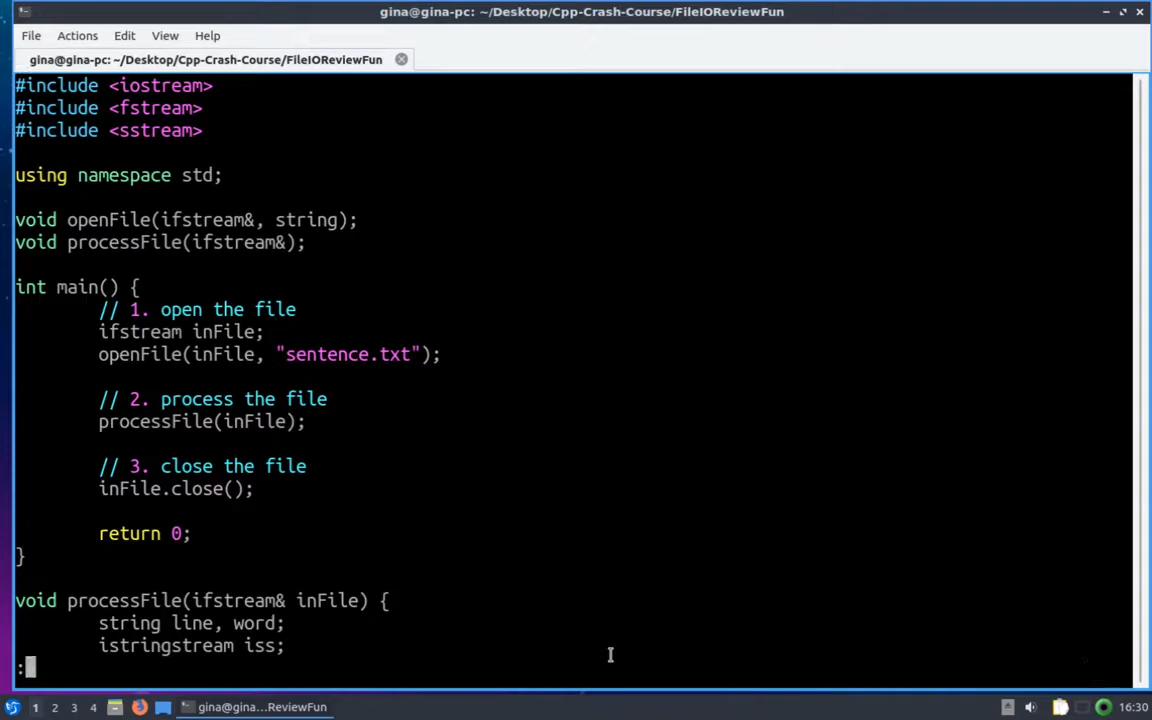 gina@gina-pc: ~/Desktop/Cpp-Crash-Course/FileIOReviewFun
File Actions Edit View Help
gina@gina-pc: ~/Desktop/Cpp-Crash-Course/FileIOReviewFun
#include <iostream>
#include <fstream>
#include <sstream>
using namespace std;
void openFile(ifstream&, string);
void processFile(ifstream&);
int main() {
// 1. open the file
ifstream inFile;
openFile(inFile, "sentence.txt");
// 2. process the file
processFile(inFile);
// 3. close the file
inFile.close();
return 0;
}
void processFile(ifstream& inFile) {
string line, word;
istringstream iss;
:
1 2 3 4 gina@gina...ReviewFun 16:30